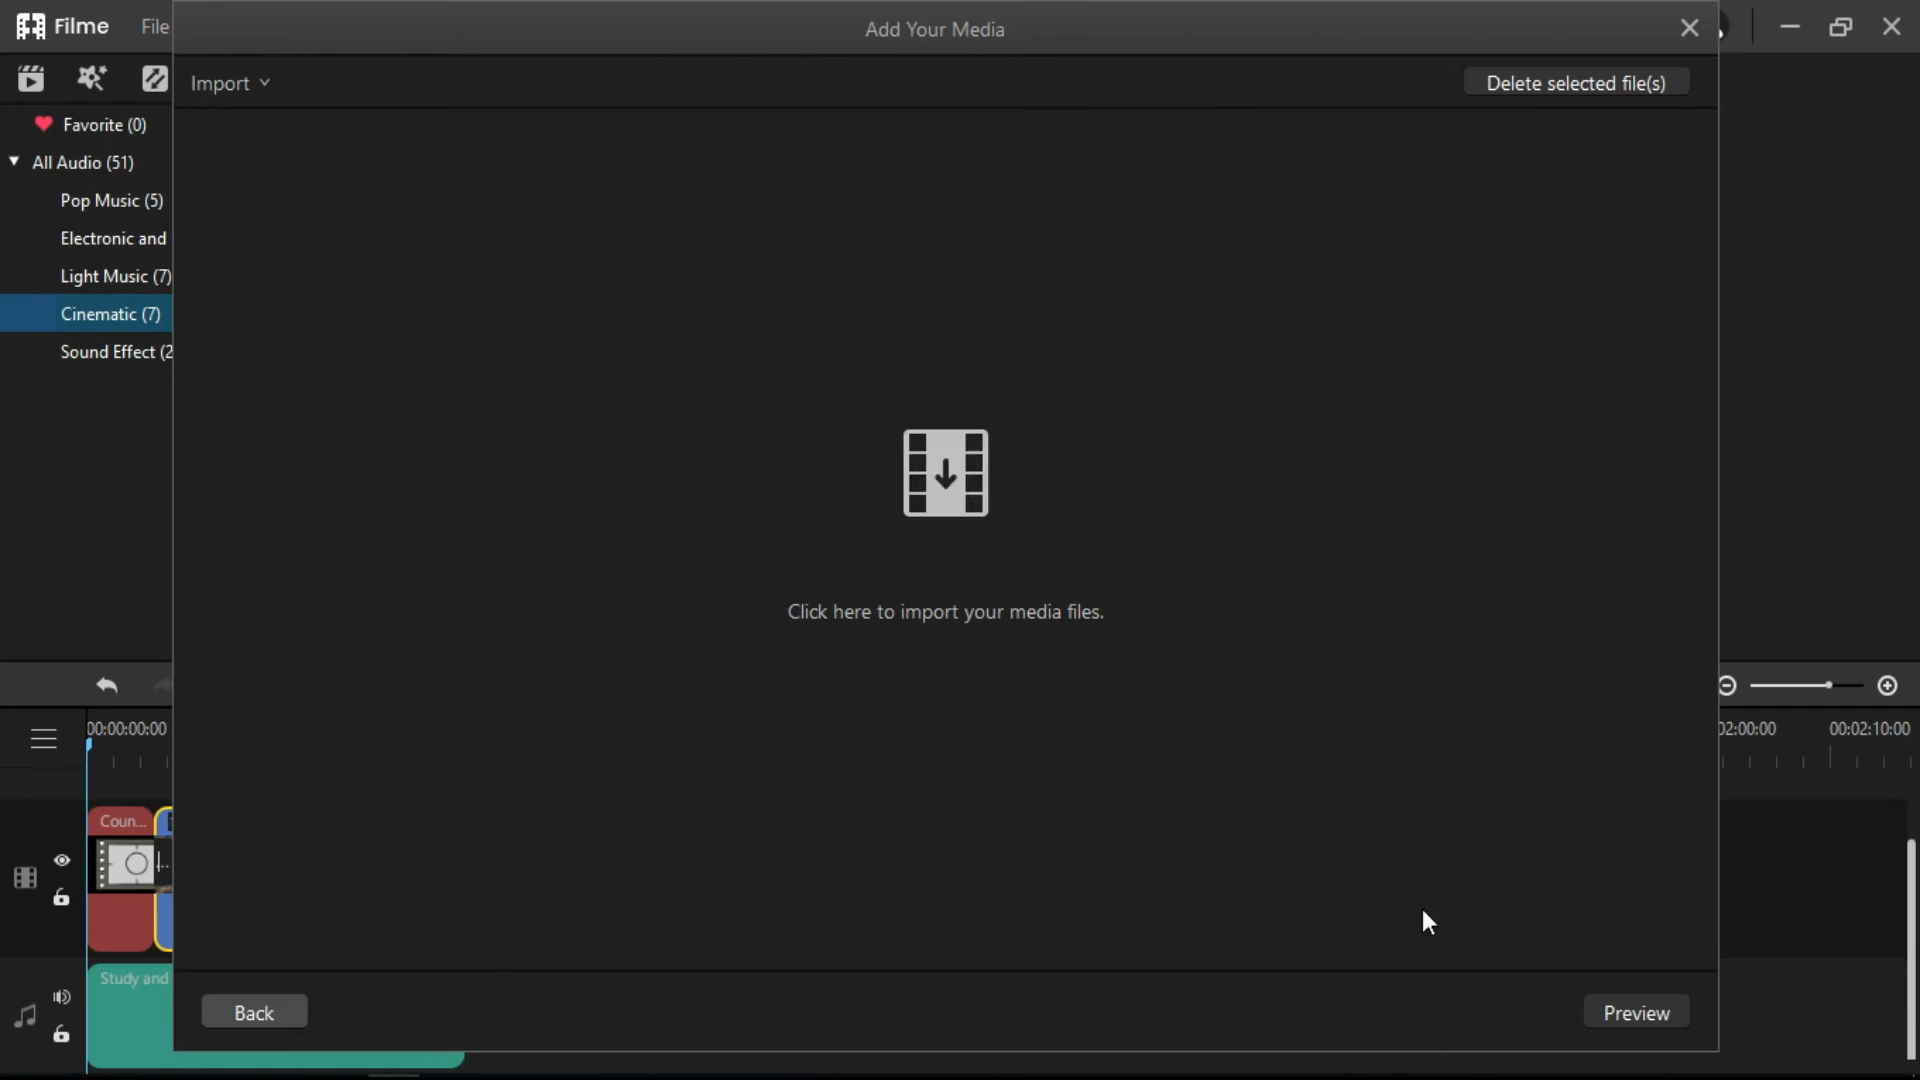 Filme
File
Add Your Media
Import
Delete selected file(s)
Favorite (0)
All Audio (51)
Pop Music (5)
Electronic and
Light Music (7)
Cinematic (7)
Sound Effect (2
Click here to import your media files.
00:00:00:00
02:00:00
00:02:10:00
Coun...
Study and
Back
Preview